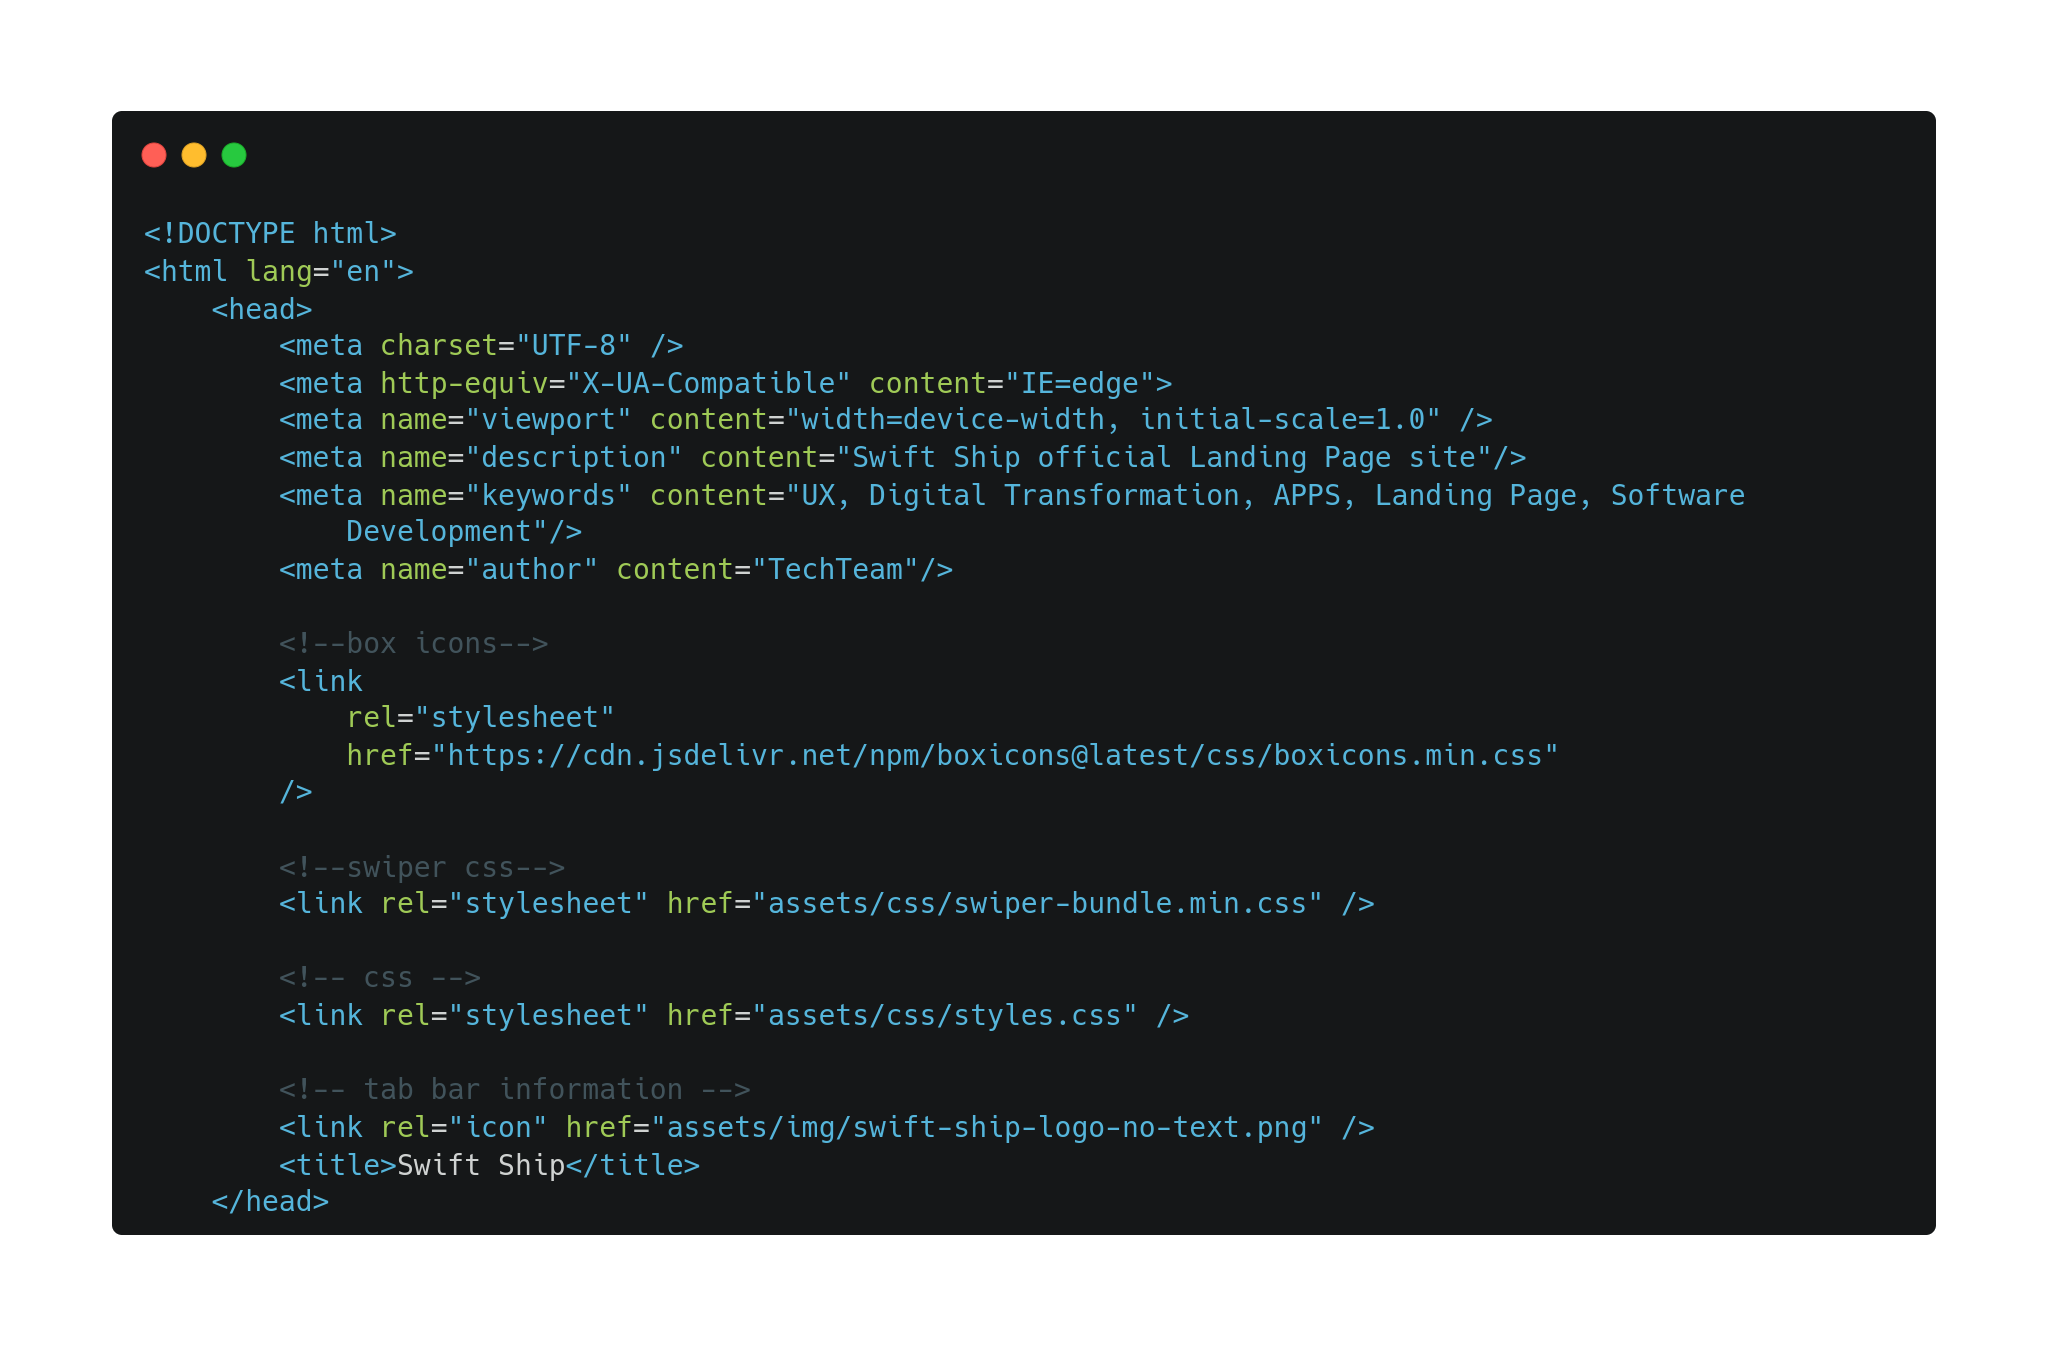 <!DOCTYPE html>
<html lang="en">
    <head>
        <meta charset="UTF-8" />
        <meta http-equiv="X-UA-Compatible" content="IE=edge">
        <meta name="viewport" content="width=device-width, initial-scale=1.0" />
        <meta name="description" content="Swift Ship official Landing Page site"/>
        <meta name="keywords" content="UX, Digital Transformation, APPS, Landing Page, Software
            Development"/>
        <meta name="author" content="TechTeam"/>

        <!--box icons-->
        <link
            rel="stylesheet"
            href="https://cdn.jsdelivr.net/npm/boxicons@latest/css/boxicons.min.css"
        />

        <!--swiper css-->
        <link rel="stylesheet" href="assets/css/swiper-bundle.min.css" />

        <!-- css -->
        <link rel="stylesheet" href="assets/css/styles.css" />

        <!-- tab bar information -->
        <link rel="icon" href="assets/img/swift-ship-logo-no-text.png" />
        <title>Swift Ship</title>
    </head>